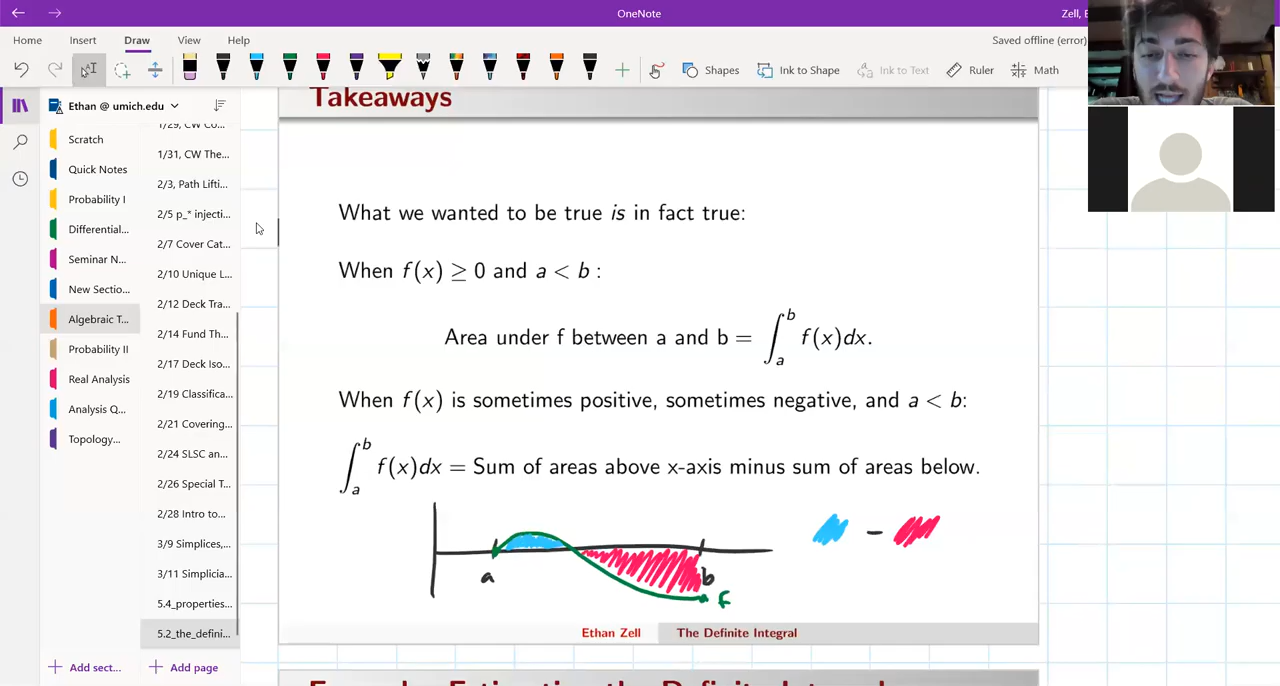 OneNote
Zell, E
Home Insert Draw View Help
Saved offline (error)
Shapes Ink to Shape Ink to Text Ruler Math
Ethan @ umich.edu
Scratch
Quick Notes
Probability I
Differential...
Seminar N...
New Sectio...
Algebraic T...
Probability II
Real Analysis
Analysis Q...
Topology...
Add sect...
1/29, CW Co...
1/31, CW The...
2/3, Path Lifti...
2/5 p_* injecti...
2/7 Cover Cat...
2/10 Unique L...
2/12 Deck Tra...
2/14 Fund Th...
2/17 Deck Iso...
2/19 Classifica...
2/21 Covering...
2/24 SLSC an...
2/26 Special T...
2/28 Intro to...
3/9 Simplices,...
3/11 Simplicia...
5.4_properties...
5.2_the_defini...
Add page
Takeaways
What we wanted to be true is in fact true:
When f(x) ≥ 0 and a < b :
Area under f between a and b = ∫_a^b f(x)dx.
When f(x) is sometimes positive, sometimes negative, and a < b:
∫_a^b f(x)dx = Sum of areas above x-axis minus sum of areas below.
a b f
−
Ethan Zell The Definite Integral